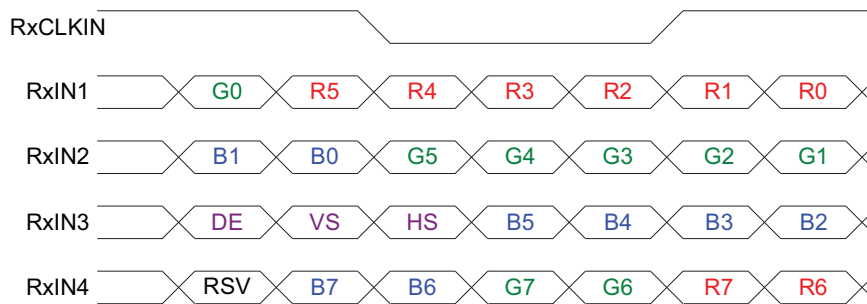 RxCLKIN
RxIN1 G0 R5 R4 R3 R2 R1 R0
RxIN2 B1 B0 G5 G4 G3 G2 G1
RxIN3 DE VS HS B5 B4 B3 B2
RxIN4 RSV B7 B6 G7 G6 R7 R6